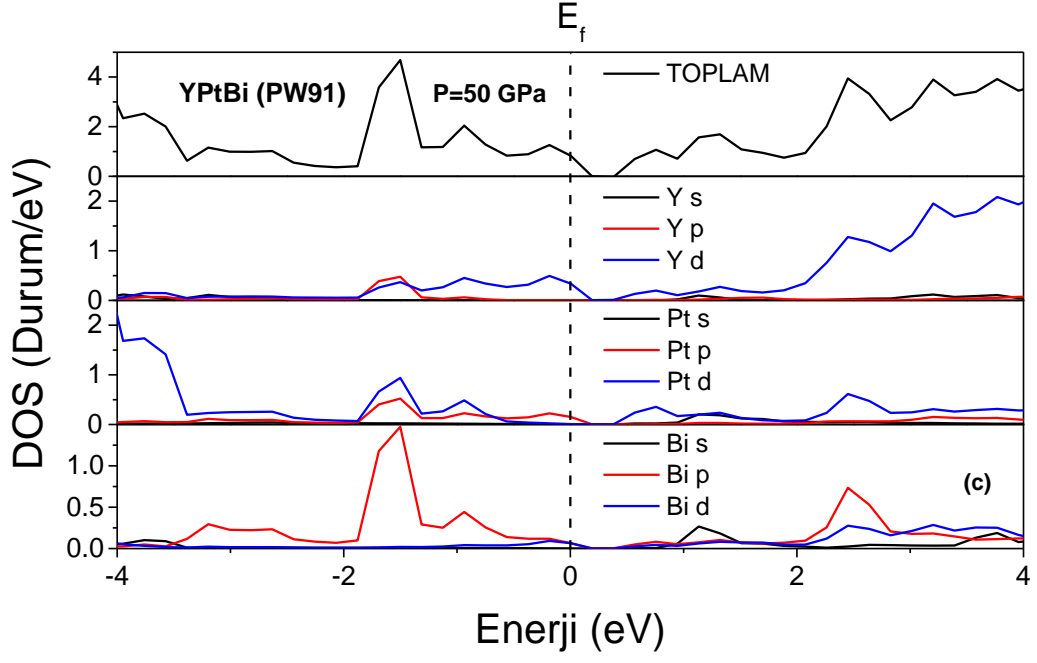 E_f
YPtBi (PW91)
P=50 GPa
TOPLAM
4
2
0
Y s
Y p
Y d
2
1
0
Pt s
Pt p
Pt d
2
1
0
Bi s
Bi p
Bi d
(c)
1.0
0.5
0.0
-4
-2
0
2
4
DOS (Durum/eV)
Enerji (eV)